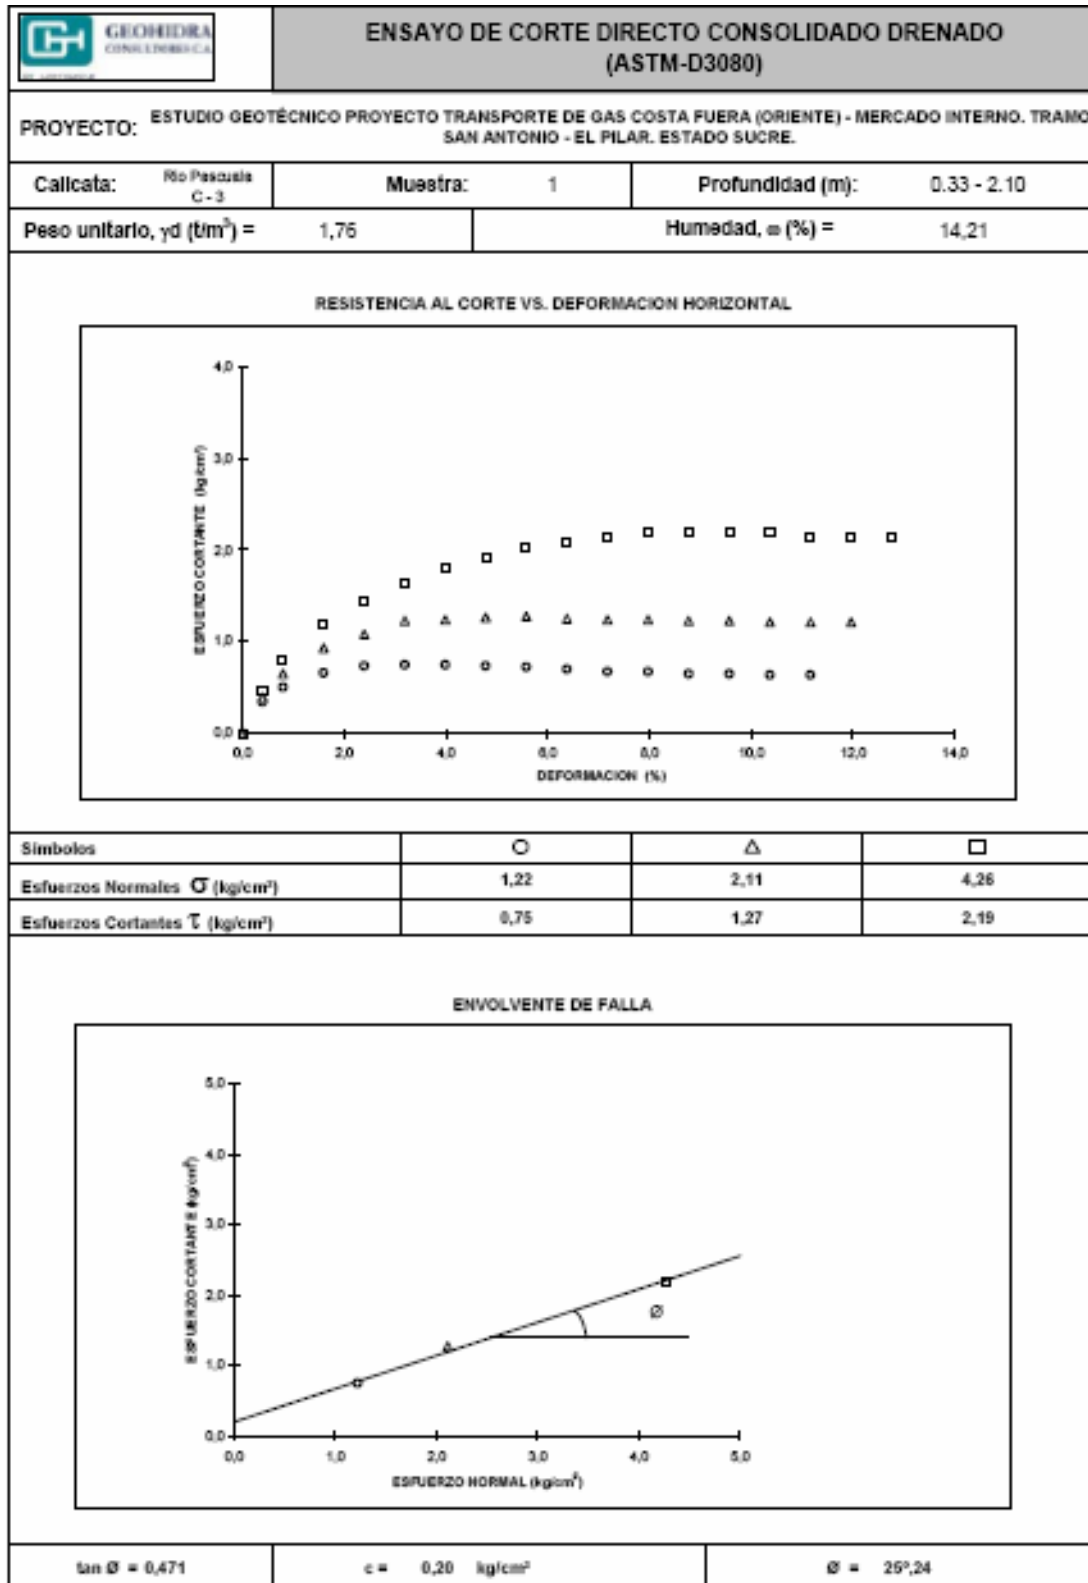 GEOHIDRA
CONSULTORES C.A.
ENSAYO DE CORTE DIRECTO CONSOLIDADO DRENADO
(ASTM-D3080)
PROYECTO: ESTUDIO GEOTÉCNICO PROYECTO TRANSPORTE DE GAS COSTA FUERA (ORIENTE) - MERCADO INTERNO. TRAMO
SAN ANTONIO - EL PILAR. ESTADO SUCRE.
Calicata: Rio Pescuale C - 3 Muestra: 1 Profundidad (m): 0.33 - 2.10
Peso unitario, γd (t/m³) = 1,76 Humedad, ω (%) = 14,21
RESISTENCIA AL CORTE VS. DEFORMACION HORIZONTAL
ESFUERZO CORTANTE (kg/cm²)
4,0
3,0
2,0
1,0
0,0
0,0 2,0 4,0 6,0 8,0 10,0 12,0 14,0
DEFORMACION (%)
Símbolos
Esfuerzos Normales σ (kg/cm²) 1,22 2,11 4,26
Esfuerzos Cortantes τ (kg/cm²) 0,75 1,27 2,19
ENVOLVENTE DE FALLA
ESFUERZO CORTANTE (kg/cm²)
5,0
4,0
3,0
2,0
1,0
0,0
Ø
0,0 1,0 2,0 3,0 4,0 5,0
ESFUERZO NORMAL (kg/cm²)
tan Ø = 0,471 c = 0,20 kg/cm² Ø = 25º,24